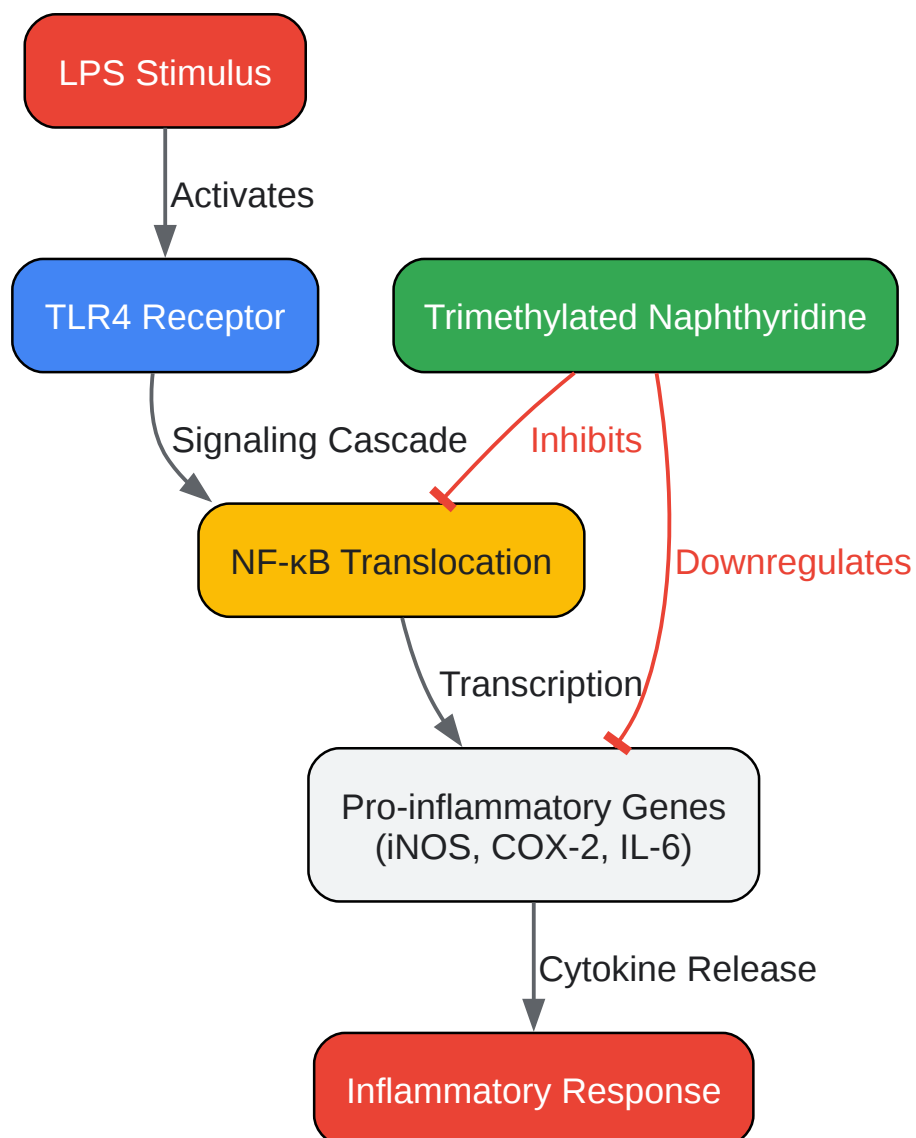 LPS Stimulus
Activates
TLR4 Receptor
Trimethylated Naphthyridine
Signaling Cascade
Inhibits
NF-κB Translocation
Downregulates
Transcription
Pro-inflammatory Genes
(iNOS, COX-2, IL-6)
Cytokine Release
Inflammatory Response